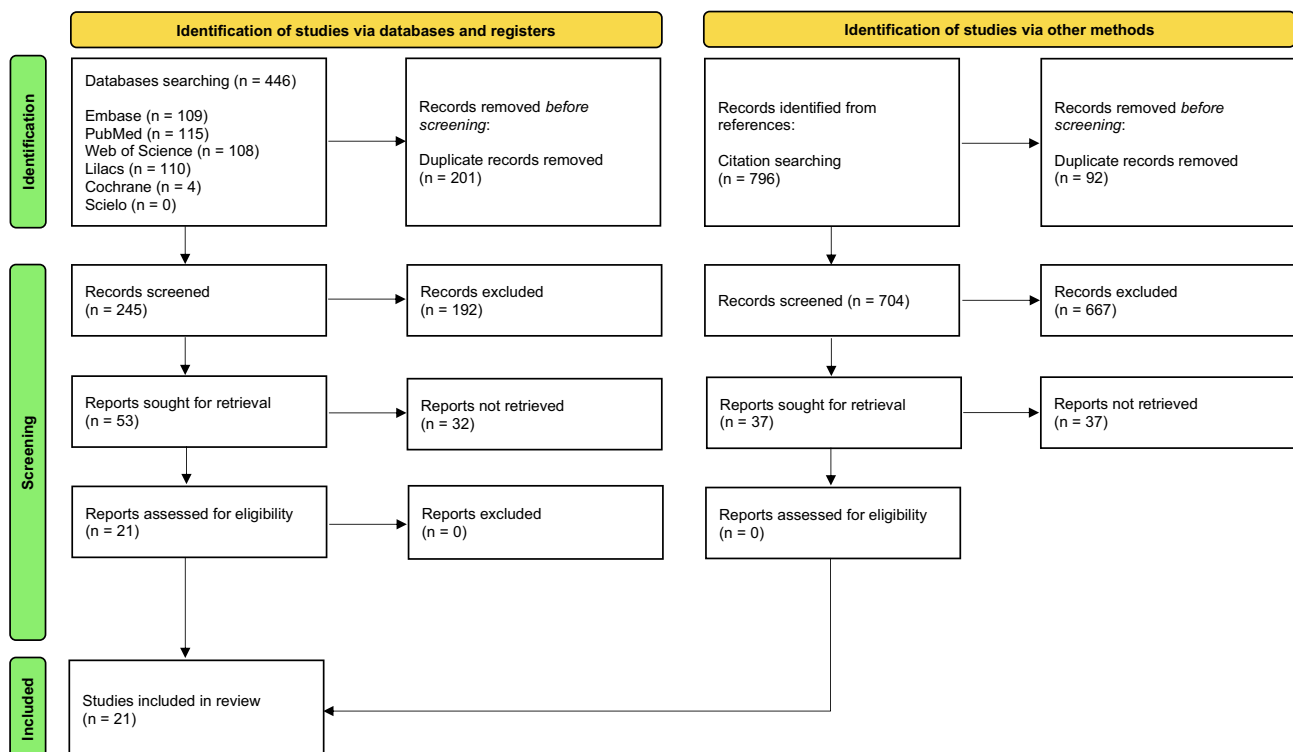 Identification of studies via databases and registers
Identification of studies via other methods
Identification
Databases searching (n = 446)
Embase (n = 109)
PubMed (n = 115)
Web of Science (n = 108)
Lilacs (n = 110)
Cochrane (n = 4)
Scielo (n = 0)
Records removed before
screening:
Duplicate records removed
(n = 201)
Records identified from
references:
Citation searching
(n = 796)
Records removed before
screening:
Duplicate records removed
(n = 92)
Screening
Records screened
(n = 245)
Records excluded
(n = 192)
Records screened (n = 704)
Records excluded
(n = 667)
Reports sought for retrieval
(n = 53)
Reports not retrieved
(n = 32)
Reports sought for retrieval
(n = 37)
Reports not retrieved
(n = 37)
Reports assessed for eligibility
(n = 21)
Reports excluded
(n = 0)
Reports assessed for eligibility
(n = 0)
Included
Studies included in review
(n = 21)